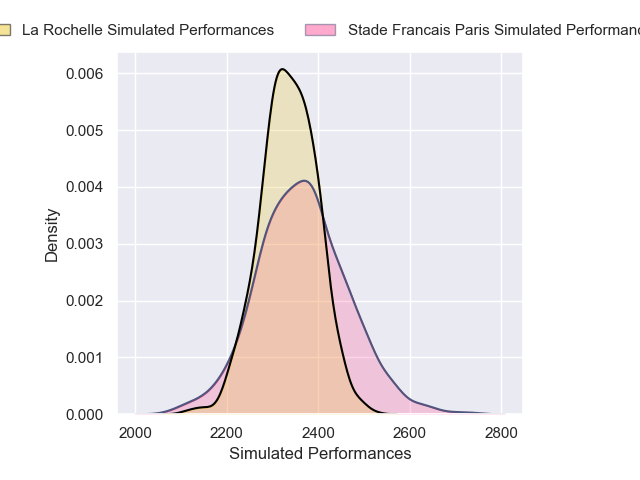 La Rochelle Simulated Performances
Stade Francais Paris Simulated
0.006
0.005
0.004
0.003
0.002
0.001
0.000
Density
2000 2200 2400 2600 2800
Simulated Performances